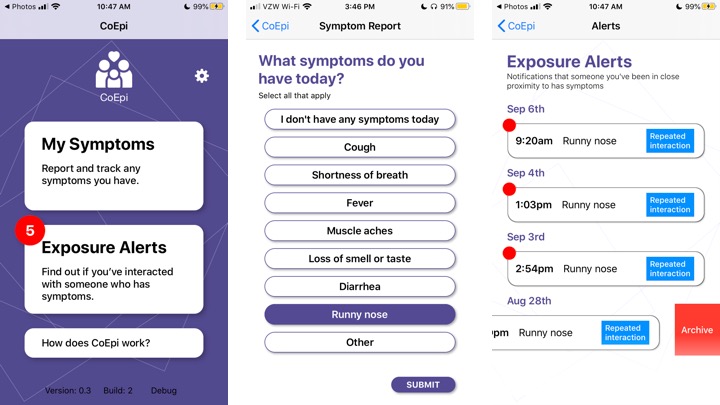 Photos
10:47 AM
99%
CoEpi
CoEpi
My Symptoms
Report and track any
symptoms you have.
5
Exposure Alerts
Find out if you've interacted
with someone who has
symptoms.
How does CoEpi work?
Version: 0.3 Build: 2 Debug
VZW Wi-Fi
3:46 PM
91%
CoEpi
Symptom Report
What symptoms do you
have today?
Select all that apply
I don't have any symptoms today
Cough
Shortness of breath
Fever
Muscle aches
Loss of smell or taste
Diarrhea
Runny nose
Other
SUBMIT
Photos
10:47 AM
99%
CoEpi
Alerts
Exposure Alerts
Notifications that someone you've been in close
proximity to has symptoms
Sep 6th
9:20am Runny nose Repeated
interaction
Sep 4th
1:03pm Runny nose Repeated
interaction
Sep 3rd
2:54pm Runny nose Repeated
interaction
Aug 28th
pm Runny nose Repeated
interaction
Archive